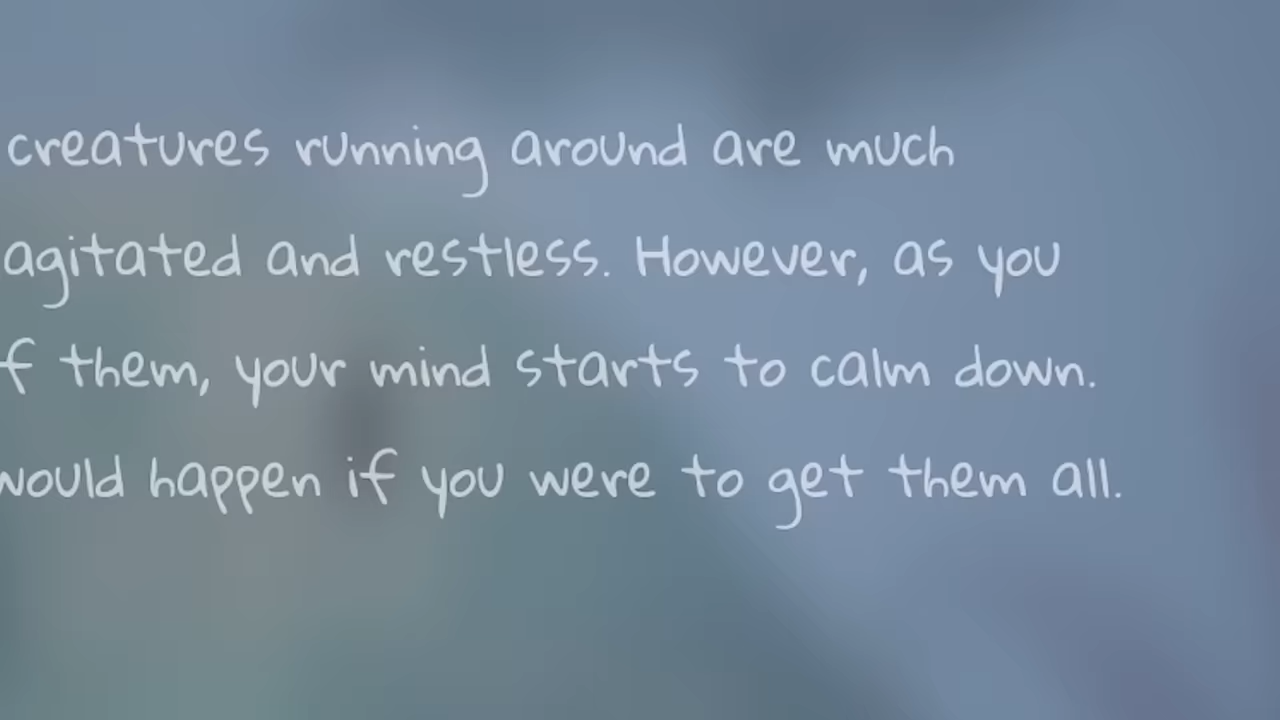 creatures running around are much
agitated and restless. However, as you
f them, your mind starts to calm down.
would happen if you were to get them all.